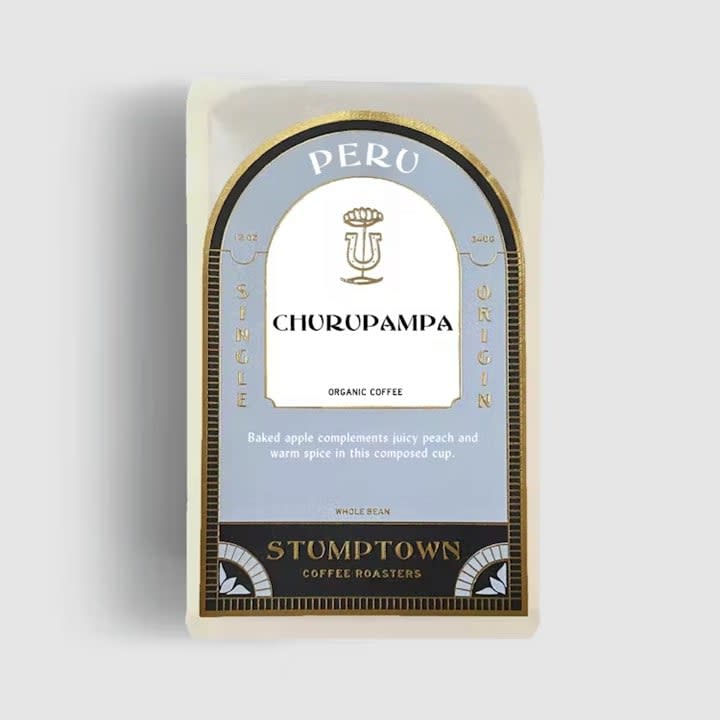 PERU
12 OZ
340G
SINGLE
ORIGIN
CHURUPAMPA
ORGANIC COFFEE
Baked apple complements juicy peach and
warm spice in this composed cup.
WHOLE BEAN
STUMPTOWN
COFFEE ROASTERS